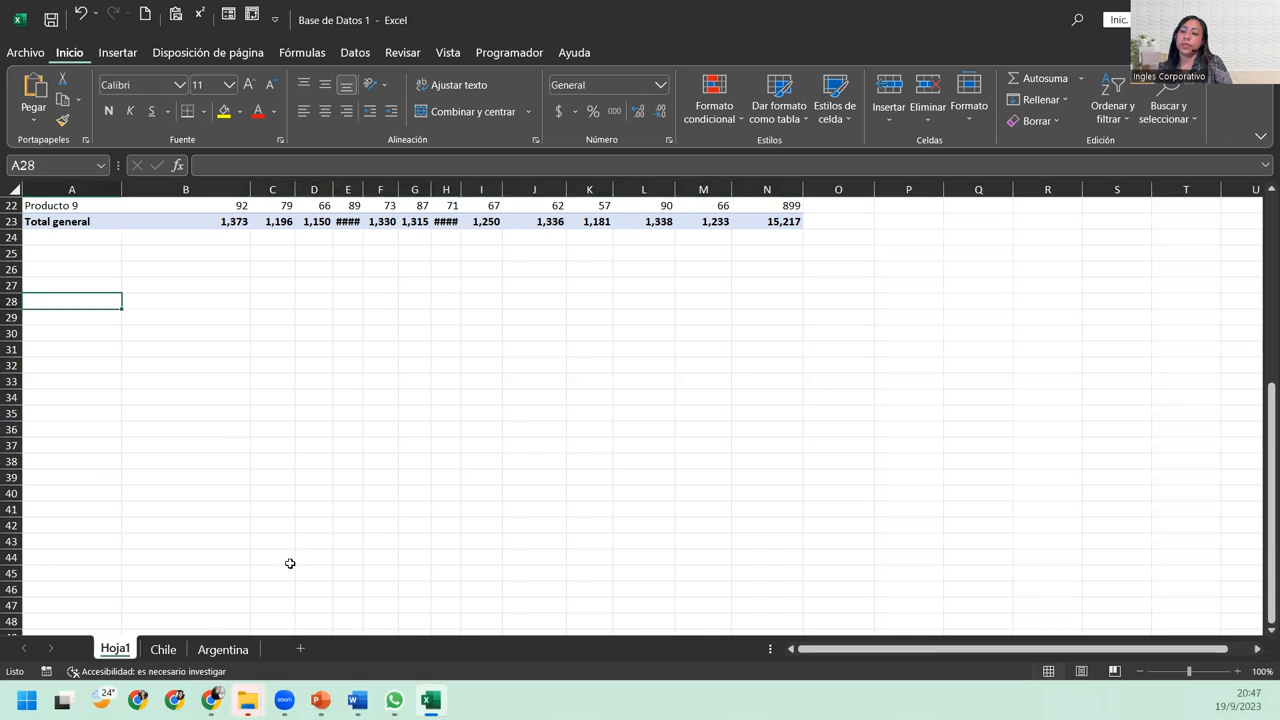 Base de Datos 1 - Excel
Inic.
Ingles Corporativo
Archivo Inicio Insertar Disposición de página Fórmulas Datos Revisar Vista Programador Ayuda
Pegar
Calibri 11
N K S
Ajustar texto
Combinar y centrar
General
$ % 000
Formato condicional
Dar formato como tabla
Estilos de celda
Insertar
Eliminar
Formato
Autosuma
Rellenar
Borrar
Ordenar y filtrar
Buscar y seleccionar
Portapapeles Fuente Alineación Número Estilos Celdas Edición
A28 fx
A B C D E F G H I J K L M N O P Q R S T U
22 Producto 9 92 79 66 89 73 87 71 67 62 57 90 66 899
23 Total general 1,373 1,196 1,150 #### 1,330 1,315 #### 1,250 1,336 1,181 1,338 1,233 15,217
24
25
26
27
28
29
30
31
32
33
34
35
36
37
38
39
40
41
42
43
44
45
46
47
48
Hoja1 Chile Argentina
Listo Accesibilidad: es necesario investigar 100%
24°
zoom
20:47
19/9/2023